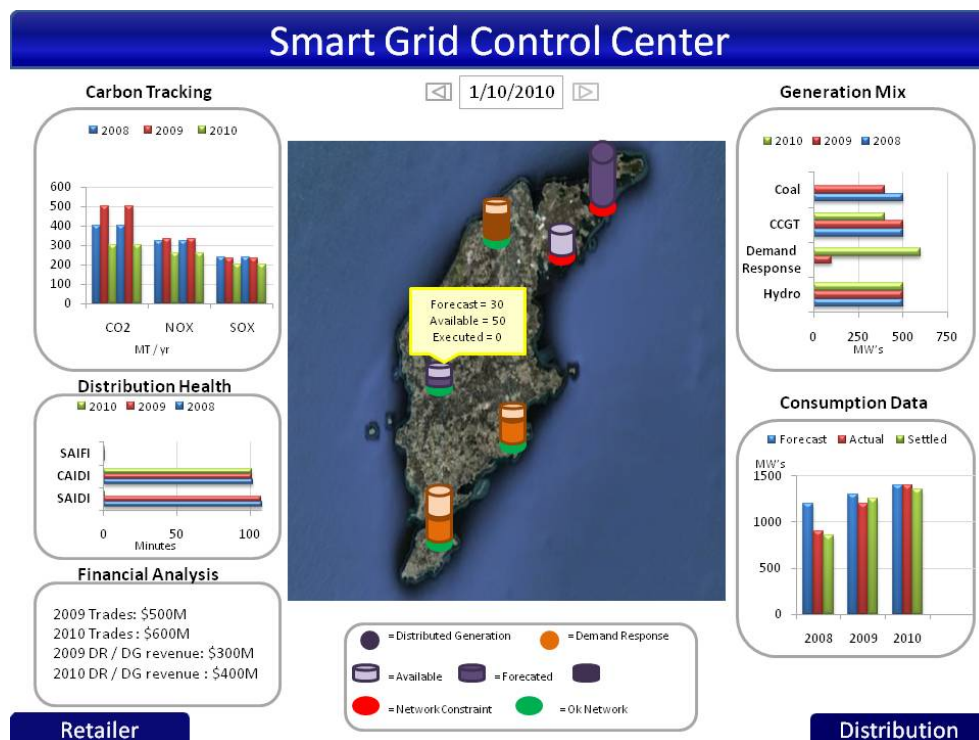 Smart Grid Control Center
1/10/2010
Carbon Tracking
2008 2009 2010
600
500
400
300
200
100
0
CO2 NOX SOX
MT / yr
Distribution Health
2010 2009 2008
SAIFI
CAIDI
SAIDI
0 50 100
Minutes
Financial Analysis
2009 Trades: $500M
2010 Trades : $600M
2009 DR / DG revenue: $300M
2010 DR / DG revenue : $400M
Retailer
Forecast = 30
Available = 50
Executed = 0
= Distributed Generation = Demand Response
= Available = Forecated
= Network Constraint = Ok Network
Generation Mix
2010 2009 2008
Coal
CCGT
Demand
Response
Hydro
0 250 500 750
MW's
Consumption Data
Forecast Actual Settled
MW's
1500
1000
500
0
2008 2009 2010
Distribution